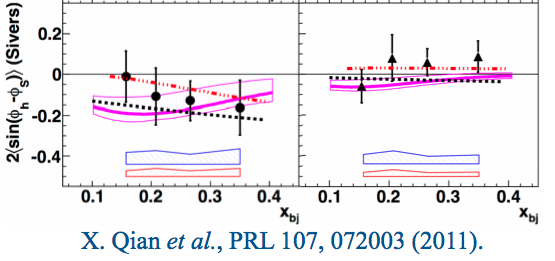 2⟨sin(ϕh-ϕS)⟩ (Sivers)
0.2
0
-0.2
-0.4
0.1 0.2 0.3 0.4
xbj
0.1 0.2 0.3 0.4
xbj
X. Qian et al., PRL 107, 072003 (2011).